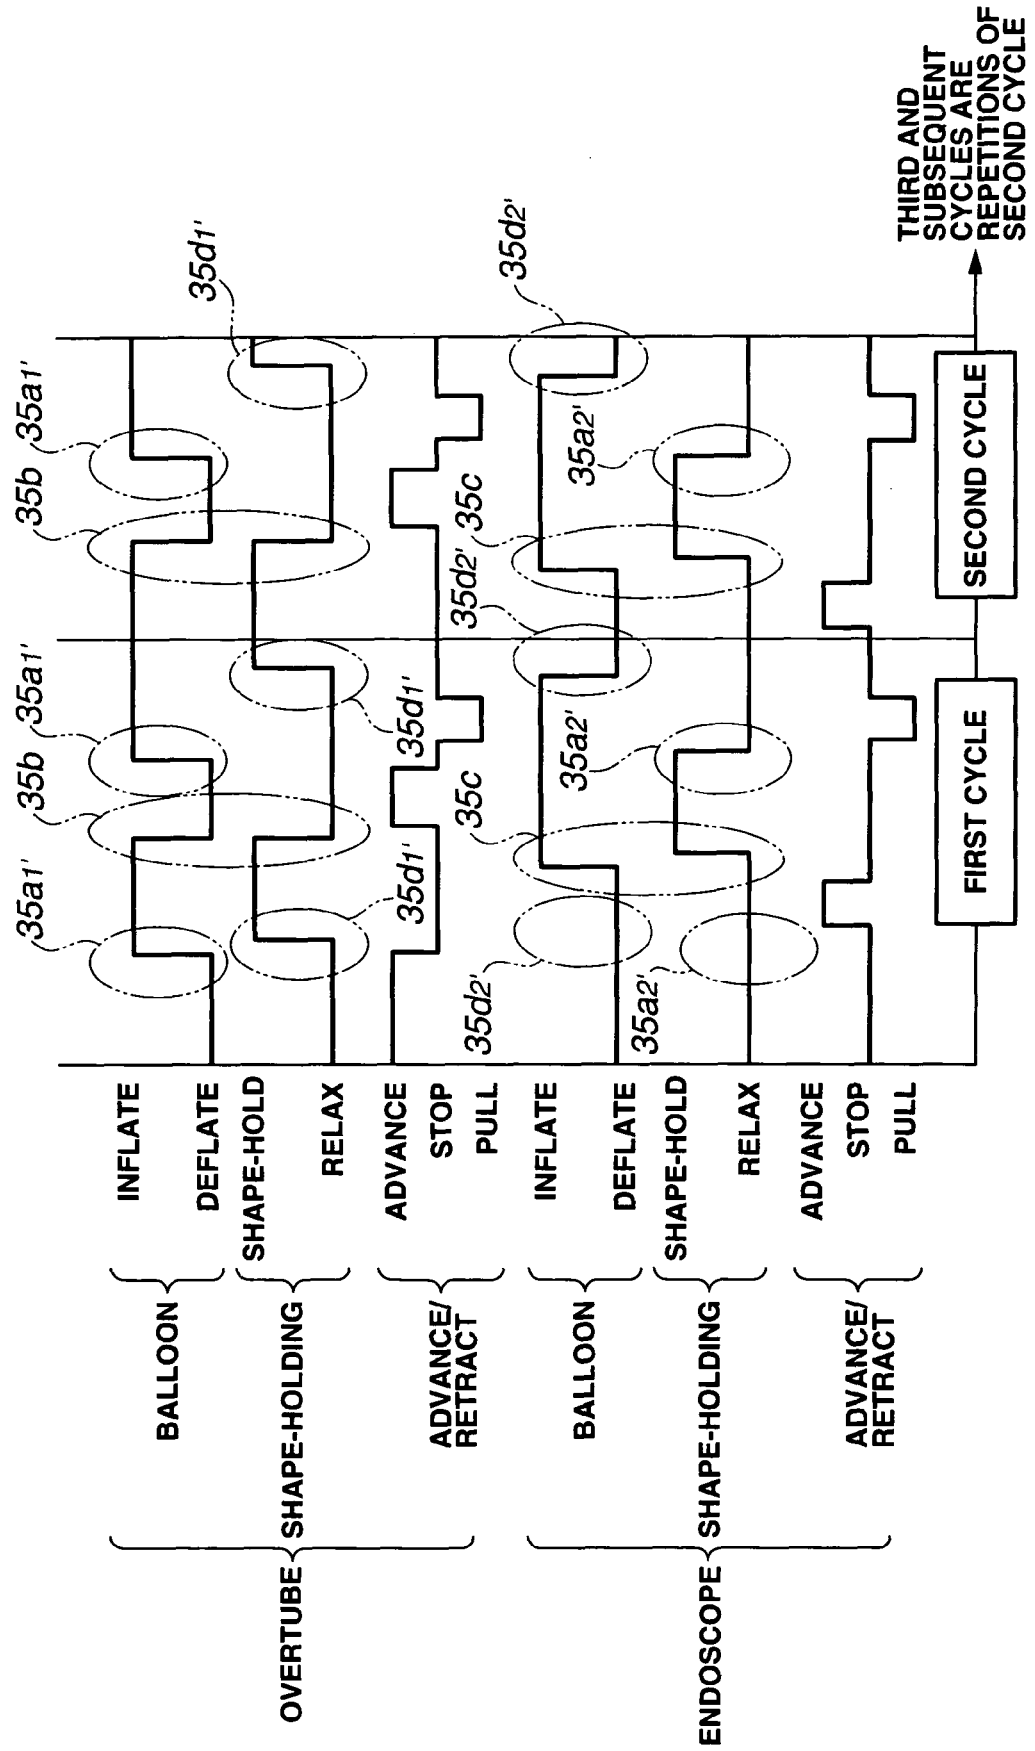 35a1'
35b
35a1'
35b
35a1'
35d1'
35d1'
35d1'
35d2'
35c
35a2'
35d2'
35c
35a2'
35d2'
35a2'
OVERTUBE
BALLOON
INFLATE
DEFLATE
SHAPE-HOLDING
SHAPE-HOLD
RELAX
ADVANCE/
RETRACT
ADVANCE
STOP
PULL
ENDOSCOPE
BALLOON
INFLATE
DEFLATE
SHAPE-HOLDING
SHAPE-HOLD
RELAX
ADVANCE/
RETRACT
ADVANCE
STOP
PULL
FIRST CYCLE
SECOND CYCLE
THIRD AND
SUBSEQUENT
CYCLES ARE
REPETITIONS OF
SECOND CYCLE